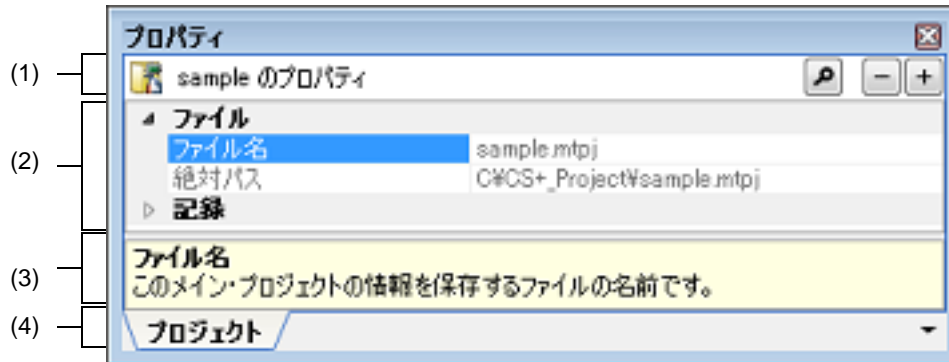 プロパティ
(1)
sample のプロパティ
(2)
ファイル
ファイル名 sample.mtpj
絶対パス C¥CS+_Project¥sample.mtpj
記録
(3)
ファイル名
このメイン・プロジェクトの情報を保存するファイルの名前です。
(4)
プロジェクト